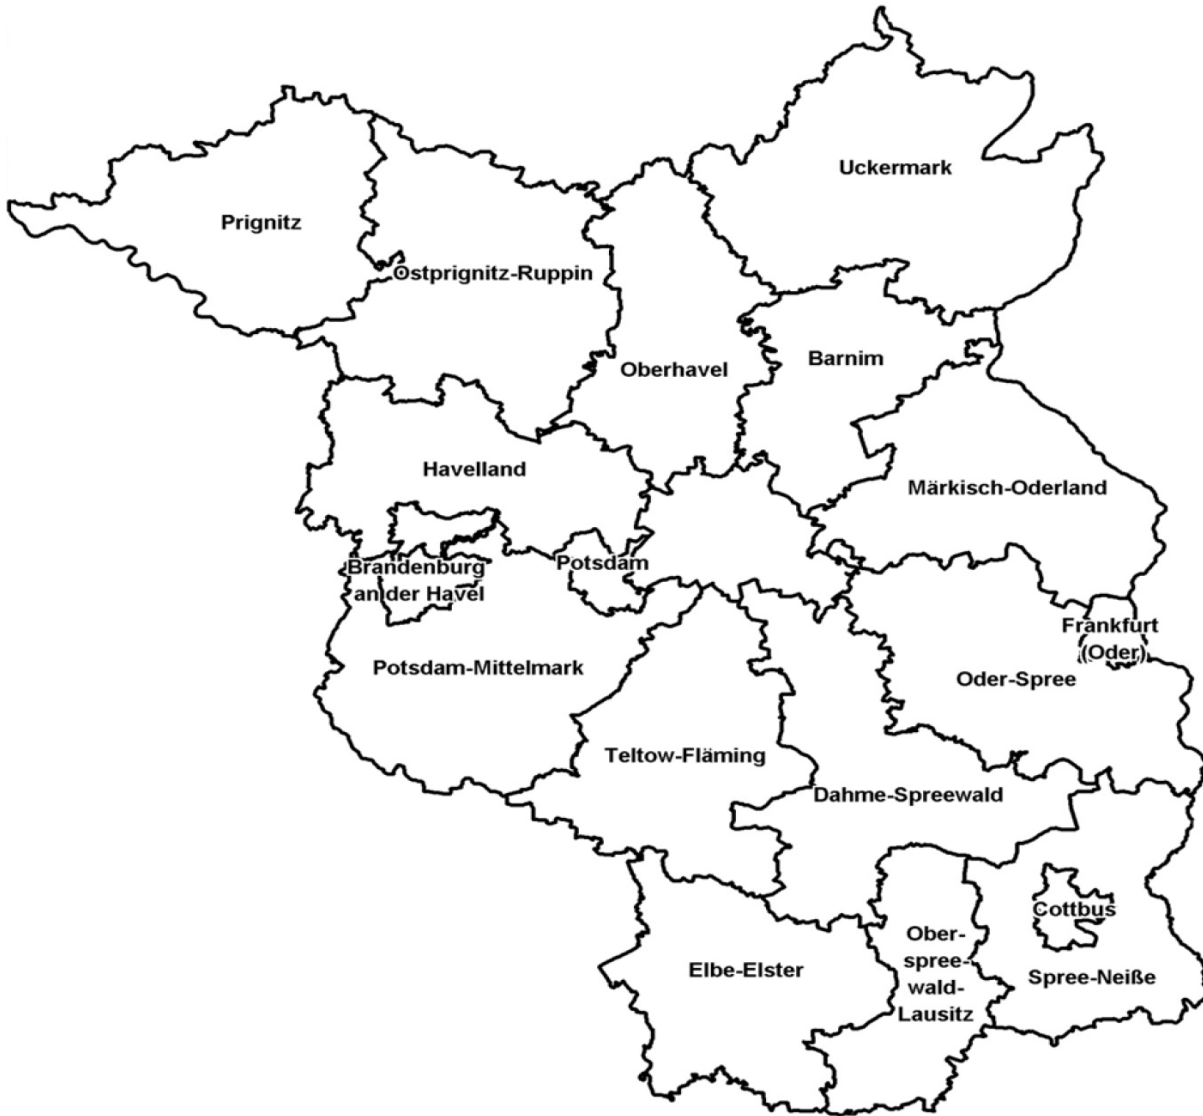 Uckermark
Prignitz
Ostprignitz-Ruppin
Barnim
Oberhavel
Havelland
Märkisch-Oderland
Brandenburg
an der Havel
Potsdam
Frankfurt
(Oder)
Potsdam-Mittelmark
Oder-Spree
Teltow-Fläming
Dahme-Spreewald
Cottbus
Ober-
spree-
wald-
Lausitz
Elbe-Elster
Spree-Neiße